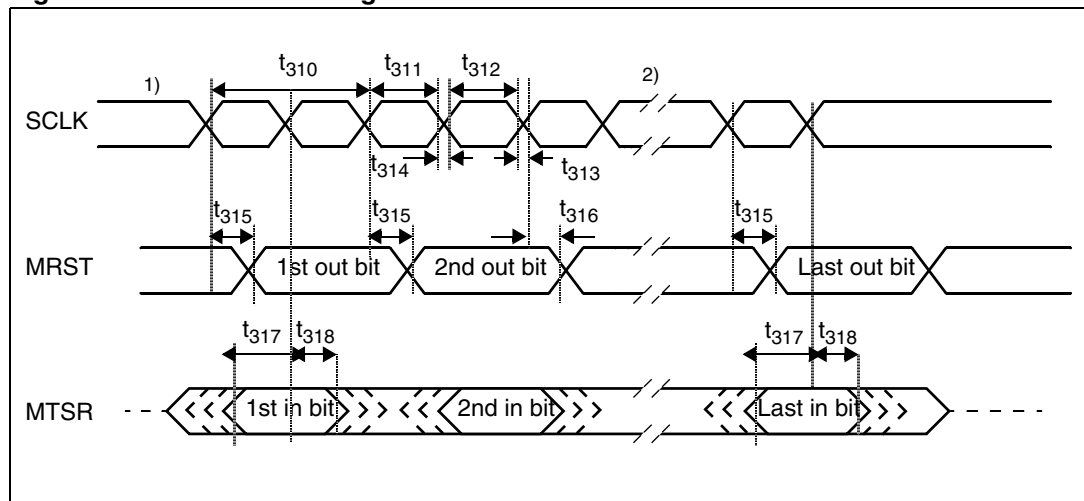 t310 t311 t312
1) 2)
SCLK
t314 t313
t315 t315 t316 t315
MRST 1st out bit 2nd out bit Last out bit
t317 t318 t317 t318
MTSR 1st in bit 2nd in bit Last in bit